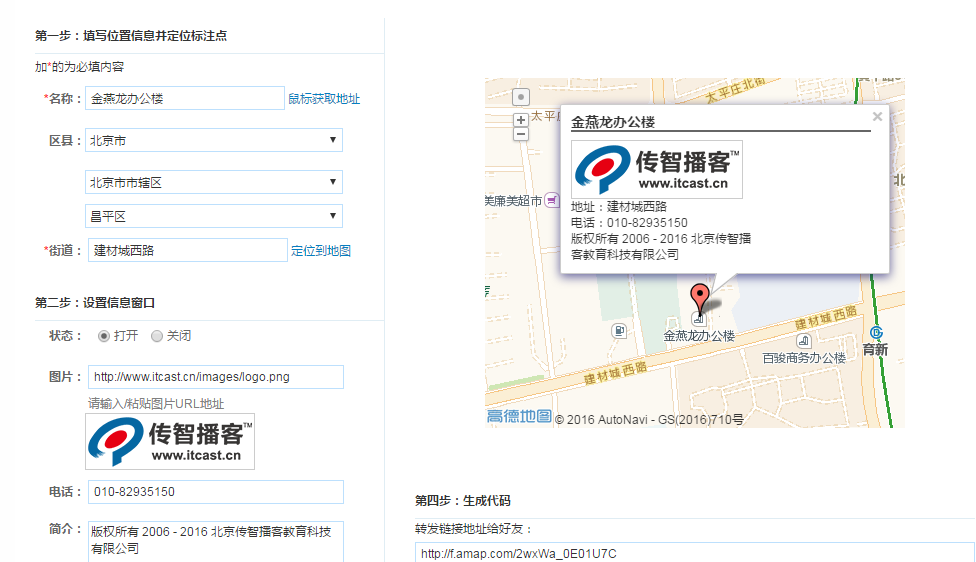 第一步：填写位置信息并定位标注点
加*的为必填内容
*名称： 金燕龙办公楼 鼠标获取地址
区县： 北京市
北京市市辖区
昌平区
*街道： 建材城西路 定位到地图
第二步：设置信息窗口
状态： 打开 关闭
图片： http://www.itcast.cn/images/logo.png
请输入/粘贴图片URL地址
传智播客™
www.itcast.cn
电话： 010-82935150
简介： 版权所有 2006 - 2016 北京传智播客教育科技
有限公司
太平庄北街
太平庄
金燕龙办公楼
传智播客™
www.itcast.cn
地址：建材城西路
电话：010-82935150
版权所有 2006 - 2016 北京传智播
客教育科技有限公司
美廉美超市
金燕龙办公楼
建材城西路
百骏商务办公楼
育新
建材城西路
高德地图 © 2016 AutoNavi - GS(2016)710号
第四步：生成代码
转发链接地址给好友：
http://f.amap.com/2wxWa_0E01U7C